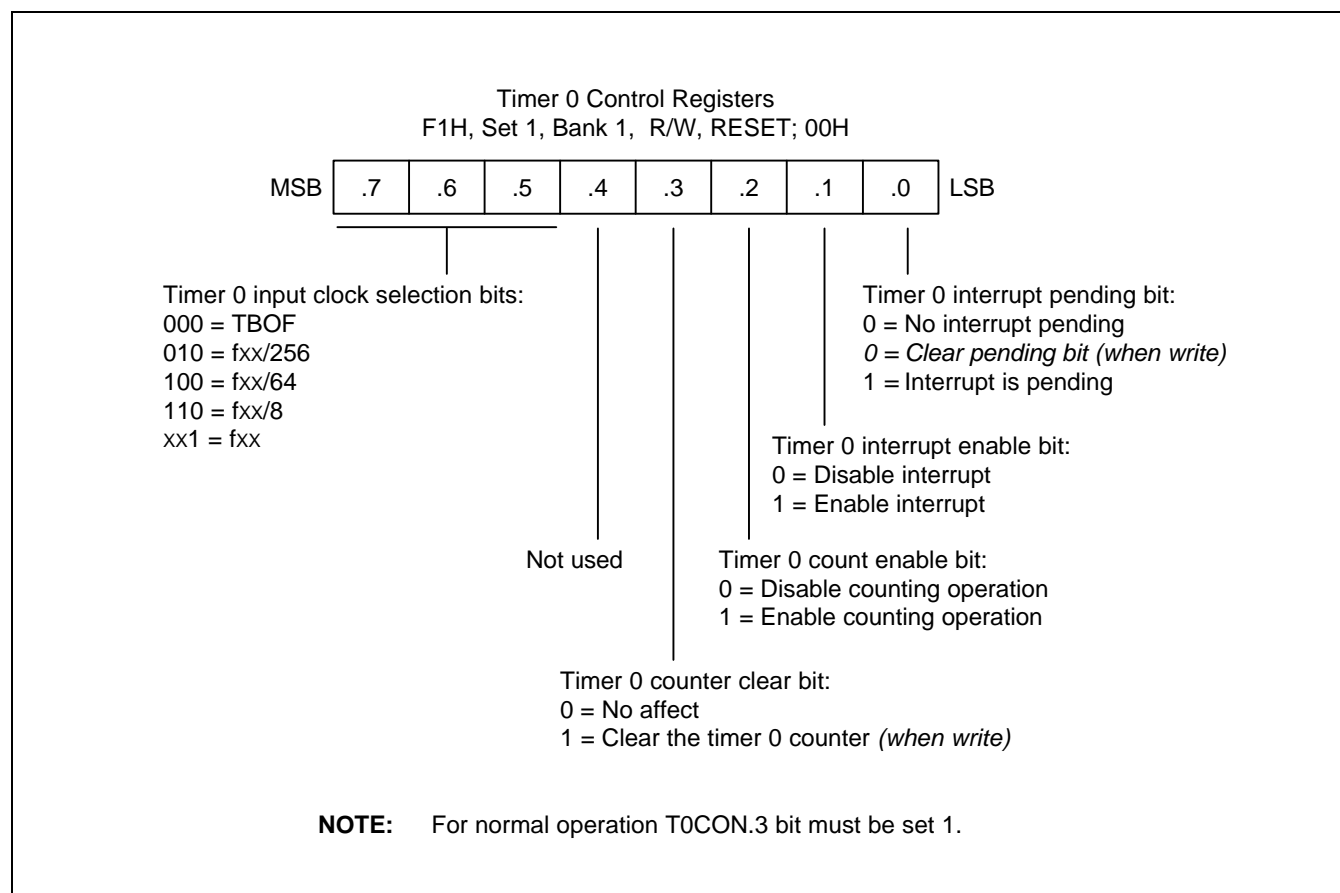 Timer 0 Control Registers
F1H, Set 1, Bank 1, R/W, RESET; 00H
MSB .7 .6 .5 .4 .3 .2 .1 .0 LSB
Timer 0 input clock selection bits:
000 = TBOF
010 = fxx/256
100 = fxx/64
110 = fxx/8
xx1 = fxx
Timer 0 interrupt pending bit:
0 = No interrupt pending
0 = Clear pending bit (when write)
1 = Interrupt is pending
Timer 0 interrupt enable bit:
0 = Disable interrupt
1 = Enable interrupt
Not used
Timer 0 count enable bit:
0 = Disable counting operation
1 = Enable counting operation
Timer 0 counter clear bit:
0 = No affect
1 = Clear the timer 0 counter (when write)
NOTE: For normal operation T0CON.3 bit must be set 1.